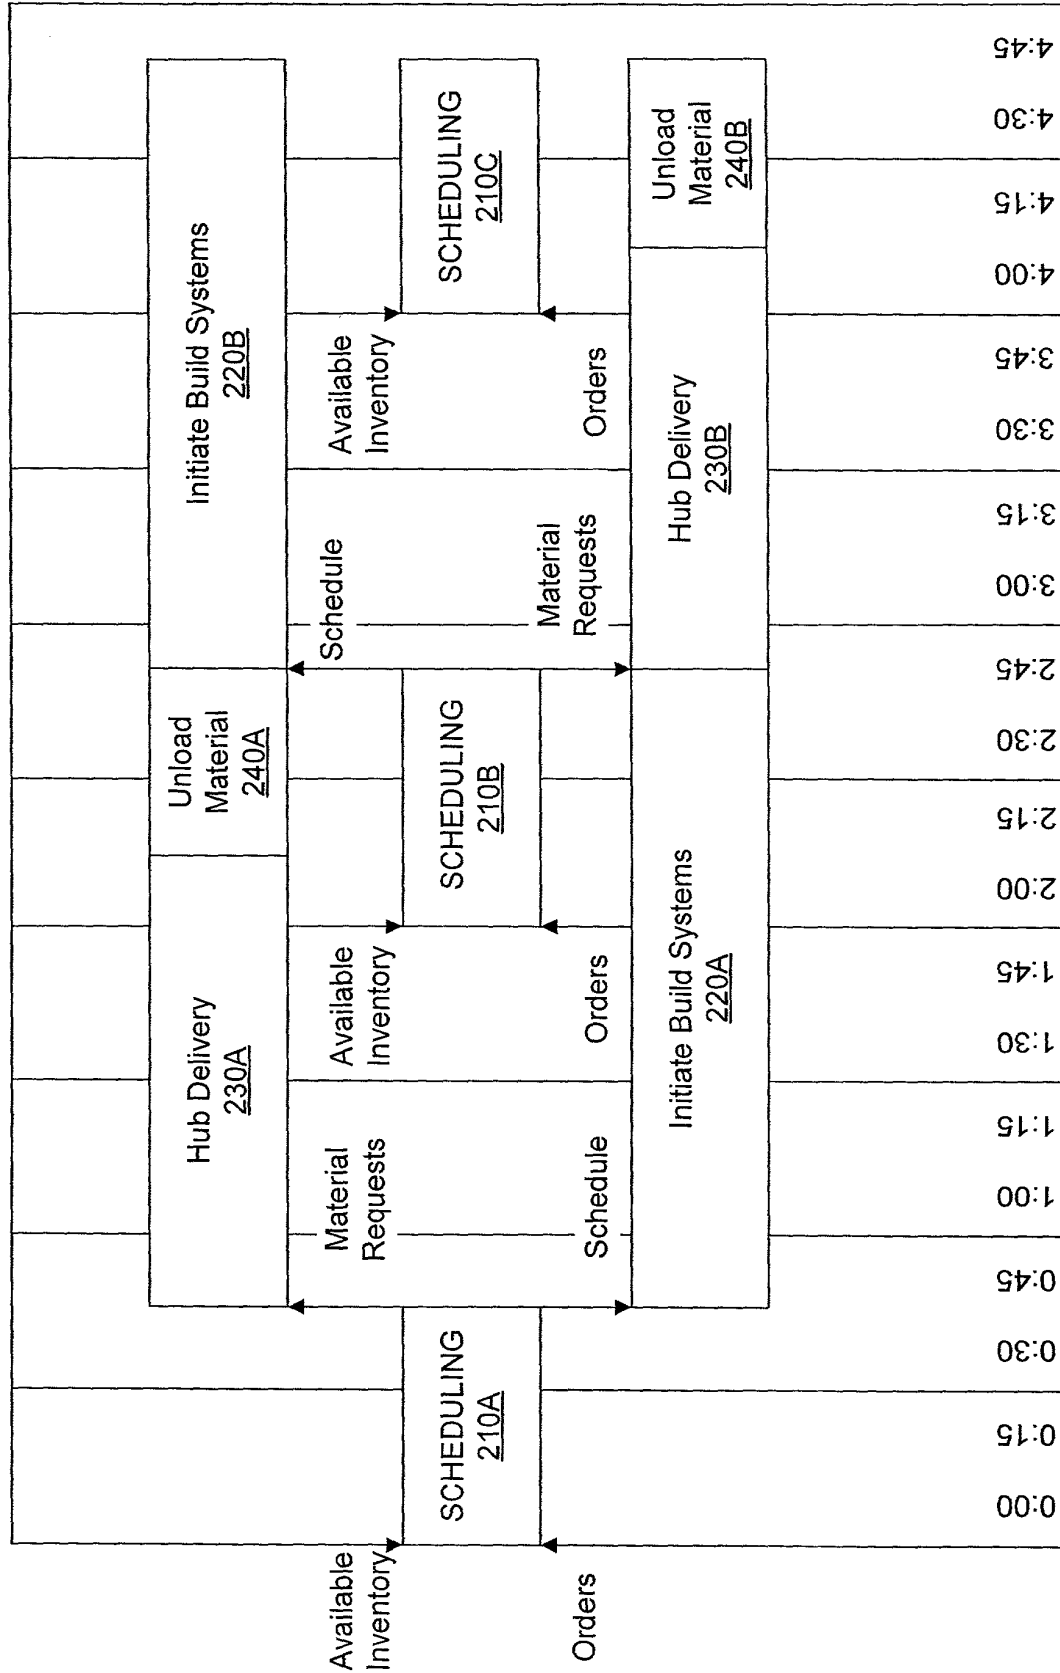 Hub Delivery
230A
Unload
Material
240A
Initiate Build Systems
220B
Available
Inventory
Material
Requests
Available
Inventory
Schedule
Available
Inventory
SCHEDULING
210A
SCHEDULING
210B
SCHEDULING
210C
Orders
Schedule
Orders
Material
Requests
Orders
Initiate Build Systems
220A
Hub Delivery
230B
Unload
Material
240B
0:00
0:15
0:30
0:45
1:00
1:15
1:30
1:45
2:00
2:15
2:30
2:45
3:00
3:15
3:30
3:45
4:00
4:15
4:30
4:45